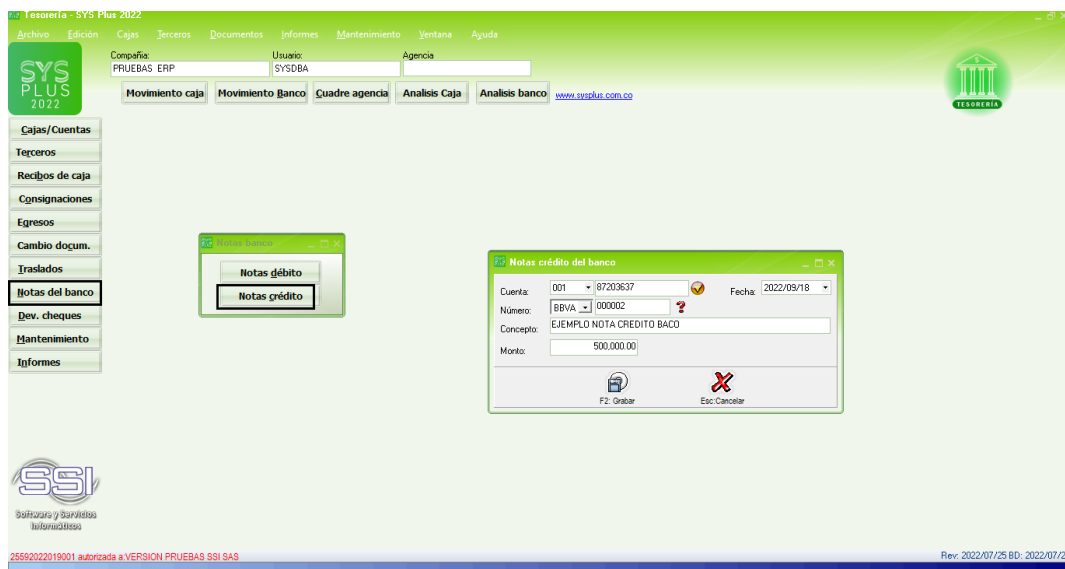 Tesorería - SYS Plus 2022
Archivo Edición Cajas Terceros Documentos Informes Mantenimiento Ventana Ayuda
SYS
PLUS
2022
Compañia: Usuario: Agencia
PRUEBAS ERP SYSDBA
Movimiento caja Movimiento Banco Cuadre agencia Analisis Caja Analisis banco www.sysplus.com.co
TESORERÍA
Cajas/Cuentas
Terceros
Recibos de caja
Consignaciones
Egresos
Cambio docum.
Traslados
Notas del banco
Dev. cheques
Mantenimiento
Informes
Notas banco
Notas débito
Notas crédito
Notas crédito del banco
Cuenta: 001 87203637 Fecha: 2022/09/18
Número: BBVA 000002
Concepto: EJEMPLO NOTA CREDITO BACO
Monto: 500,000.00
F2: Grabar Esc:Cancelar
SSI
Software y Servicios
Informáticos
25592022019001 autorizada a:VERSION PRUEBAS SSI SAS
Rev: 2022/07/25 BD: 2022/07/2